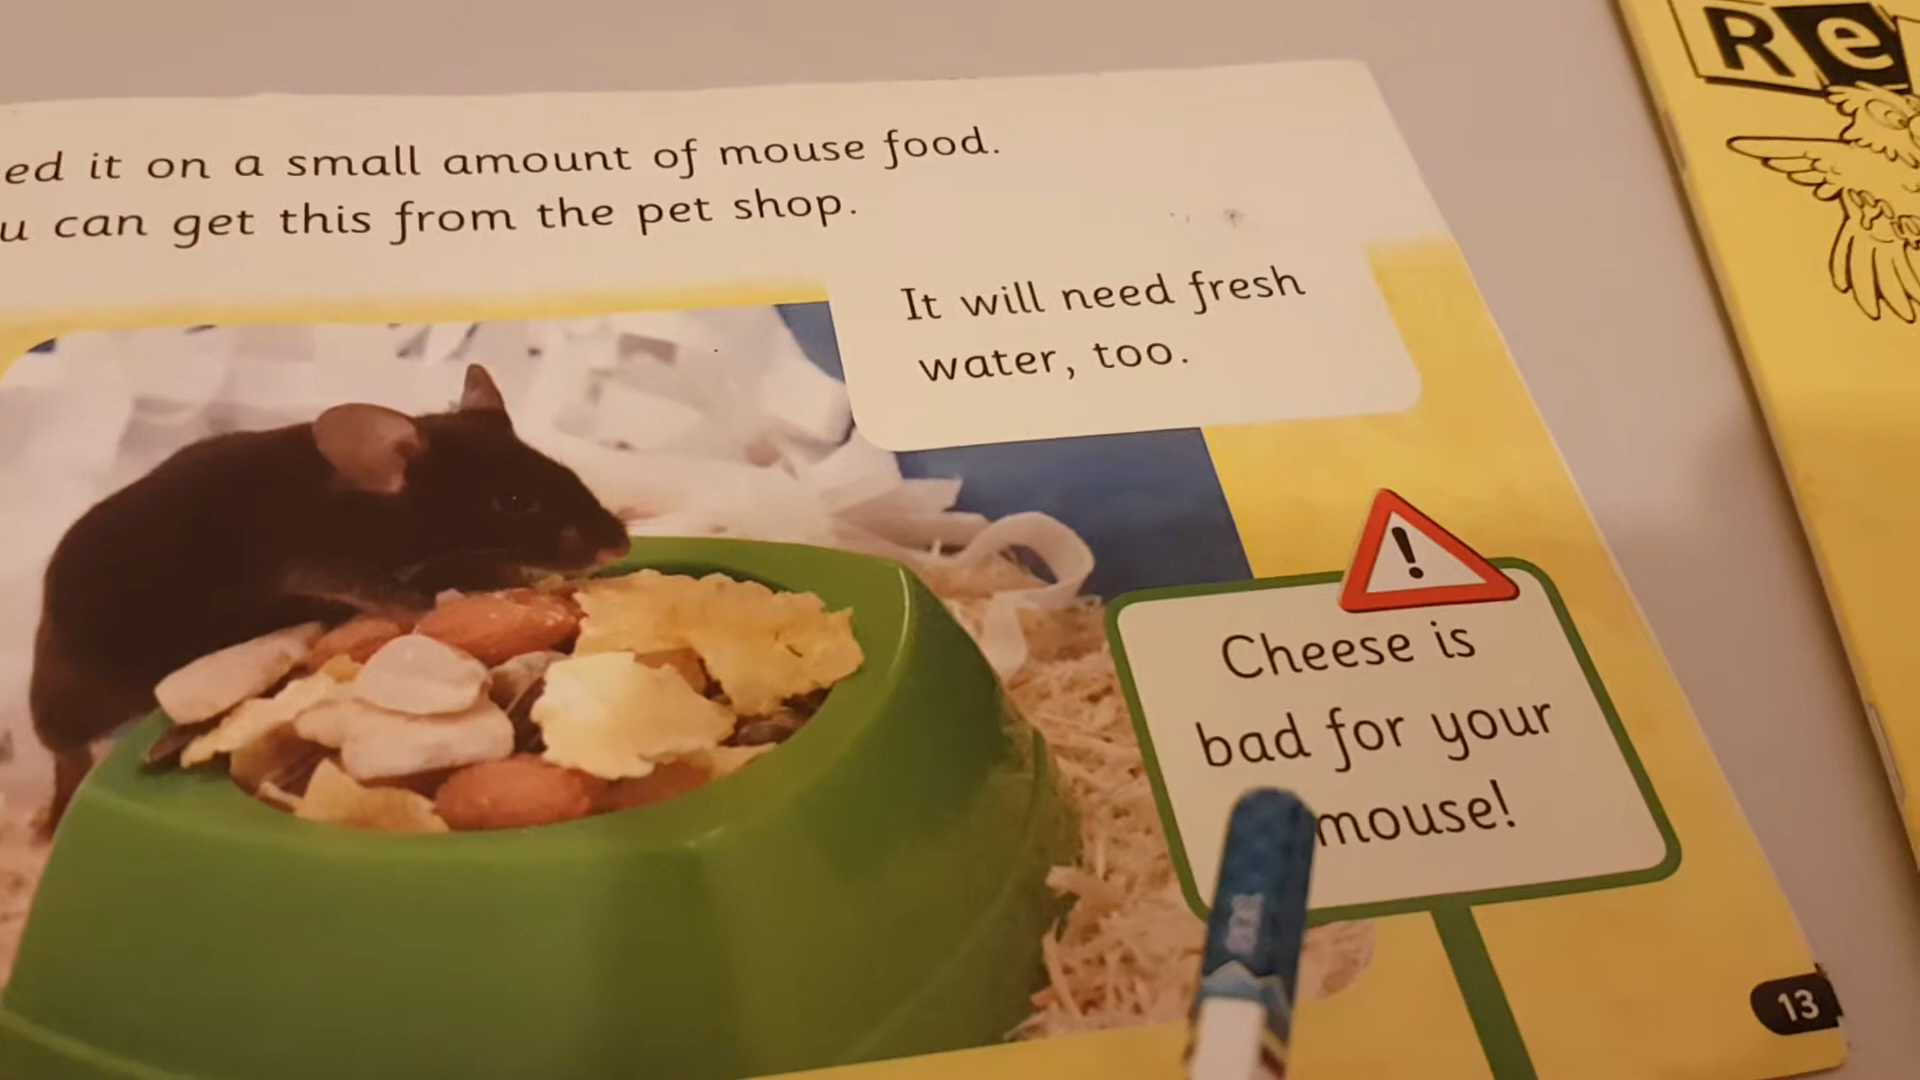 ed it on a small amount of mouse food.
u can get this from the pet shop.
It will need fresh
water, too.
!
Cheese is
bad for your
mouse!
13
Re